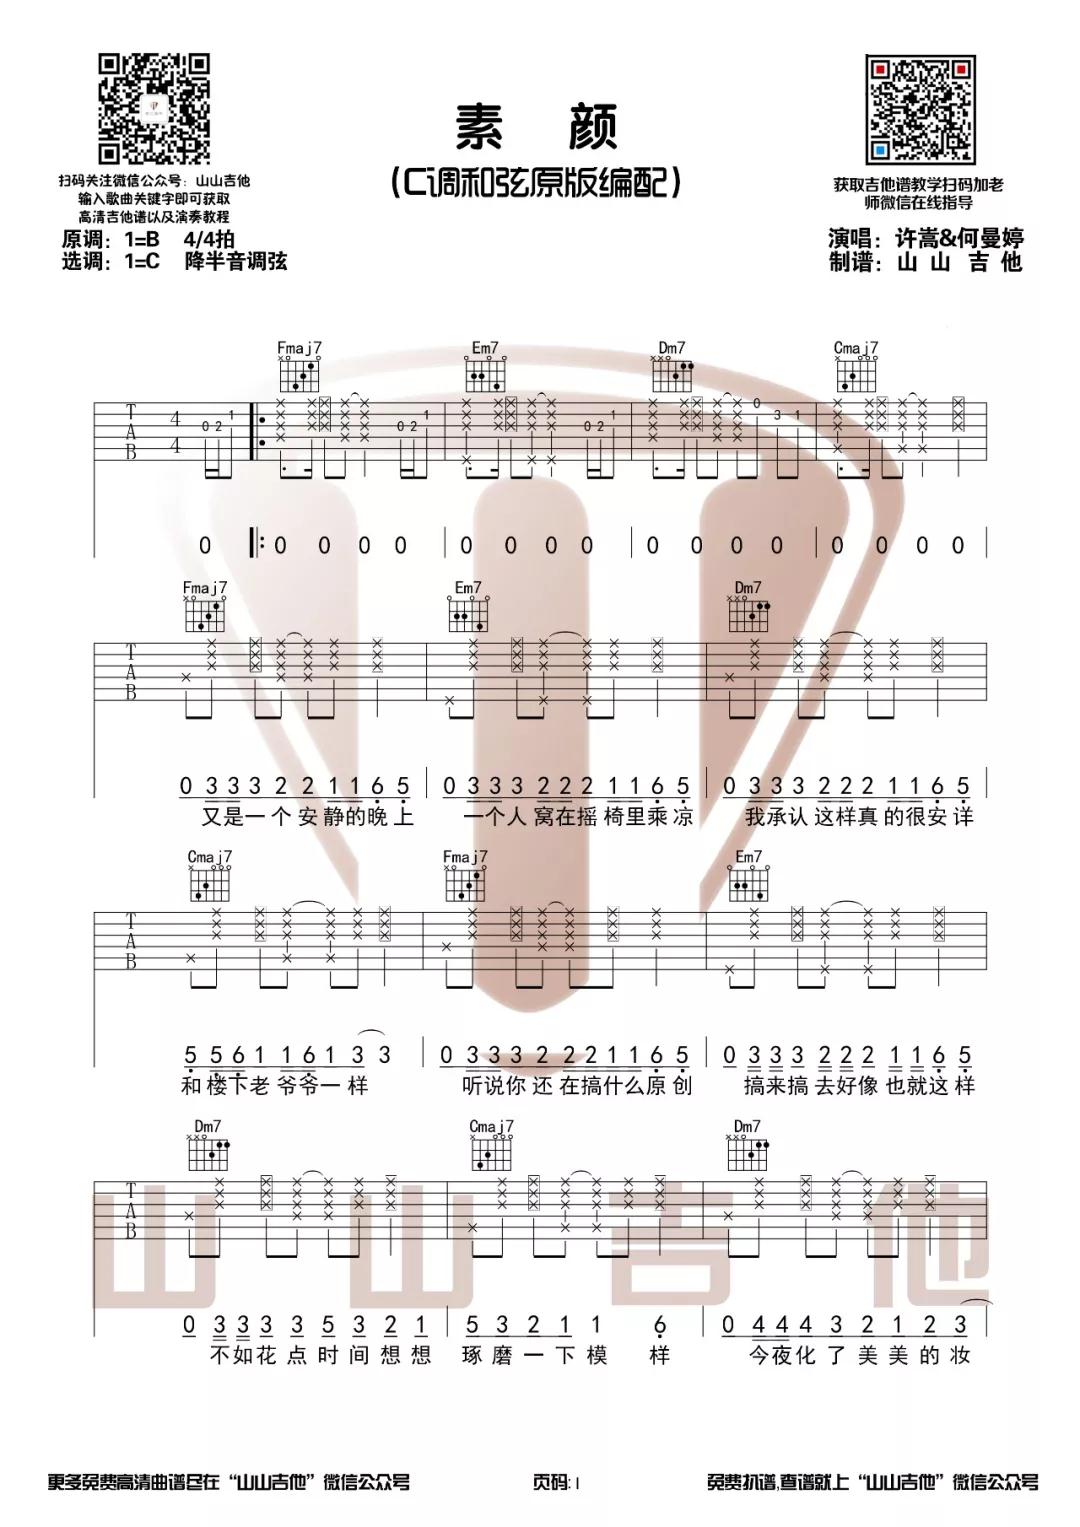 素 颜
(C调和弦原版编配)
扫码关注微信公众号：山山吉他
输入歌曲关键字即可获取
高清吉他谱以及演奏教程
原调：1=B 4/4拍
选调：1=C 降半音调弦
获取吉他谱教学扫码加老
师微信在线指导
演唱：许嵩&何曼婷
制谱：山 山 吉 他
Fmaj7 Em7 Dm7 Cmaj7
T A B 4 4 0 2 1 0 2 1 0 2 1 0 2 1 0 3 1
0 0 0 0 0 0 0 0 0 0 0 0 0 0 0 0 0
Fmaj7 Em7 Dm7
T A B
0 3 3 3 2 2 1 1 6 5 0 3 3 3 2 2 2 1 1 6 5 0 3 3 3 2 2 2 1 1 6 5
又是一个安静的晚上 一个人窝在摇椅里乘凉 我承认这样真的很安详
Cmaj7 Fmaj7 Em7
T A B
5 5 6 1 1 6 1 3 3 0 3 3 3 2 2 2 1 1 6 5 0 3 3 3 2 2 2 1 1 6 5
和楼下老爷爷一样 听说你还在搞什么原创 搞来搞去好像也就这样
Dm7 Cmaj7 Dm7
T A B
0 3 3 3 3 5 3 2 1 5 3 2 1 1 6 0 4 4 4 3 2 1 2 3
不如花点时间想想 琢磨一下模样 今夜化了美美的妆
山山吉他
更多免费高清曲谱尽在“山山吉他”微信公众号
页码: 1
免费扒谱,查谱就上“山山吉他”微信公众号